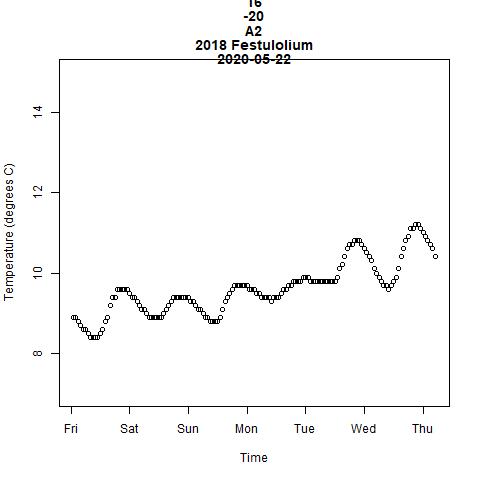 16
-20
A2
2018 Festulolium
2020-05-22
Temperature (degrees C)
14
12
10
8
Fri Sat Sun Mon Tue Wed Thu
Time